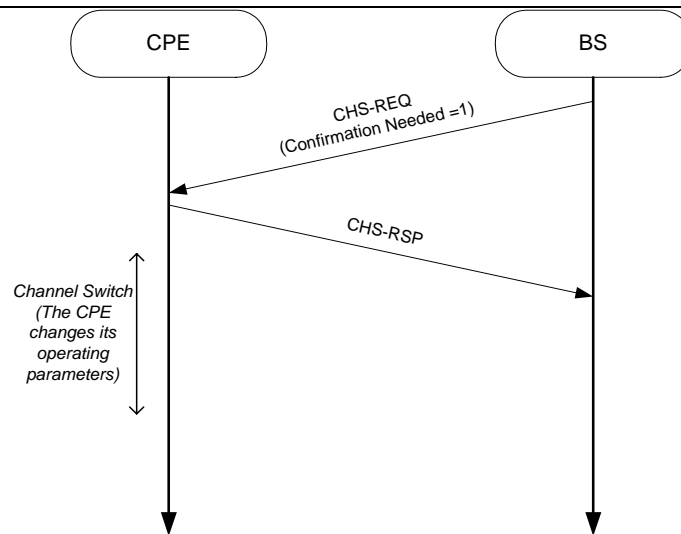 CPE
BS
CHS-REQ
(Confirmation Needed =1)
CHS-RSP
Channel Switch
(The CPE
changes its
operating
parameters)